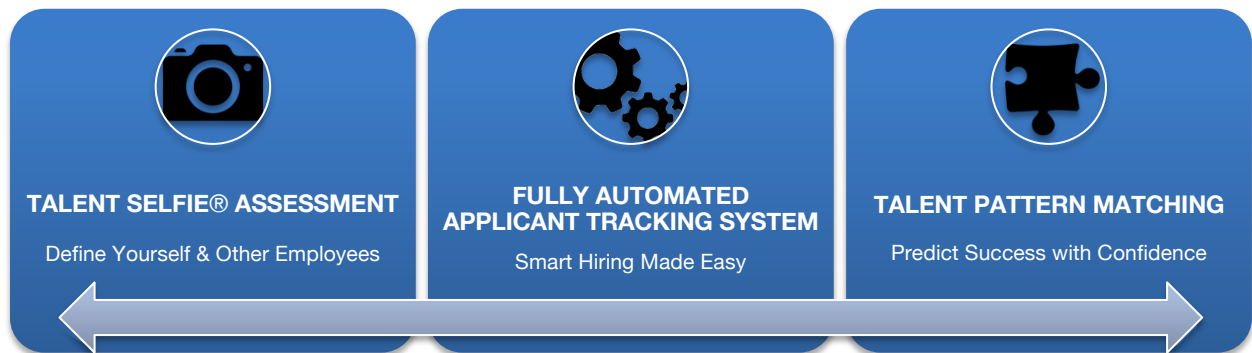 TALENT SELFIE® ASSESSMENT
Define Yourself & Other Employees
FULLY AUTOMATED
APPLICANT TRACKING SYSTEM
Smart Hiring Made Easy
TALENT PATTERN MATCHING
Predict Success with Confidence